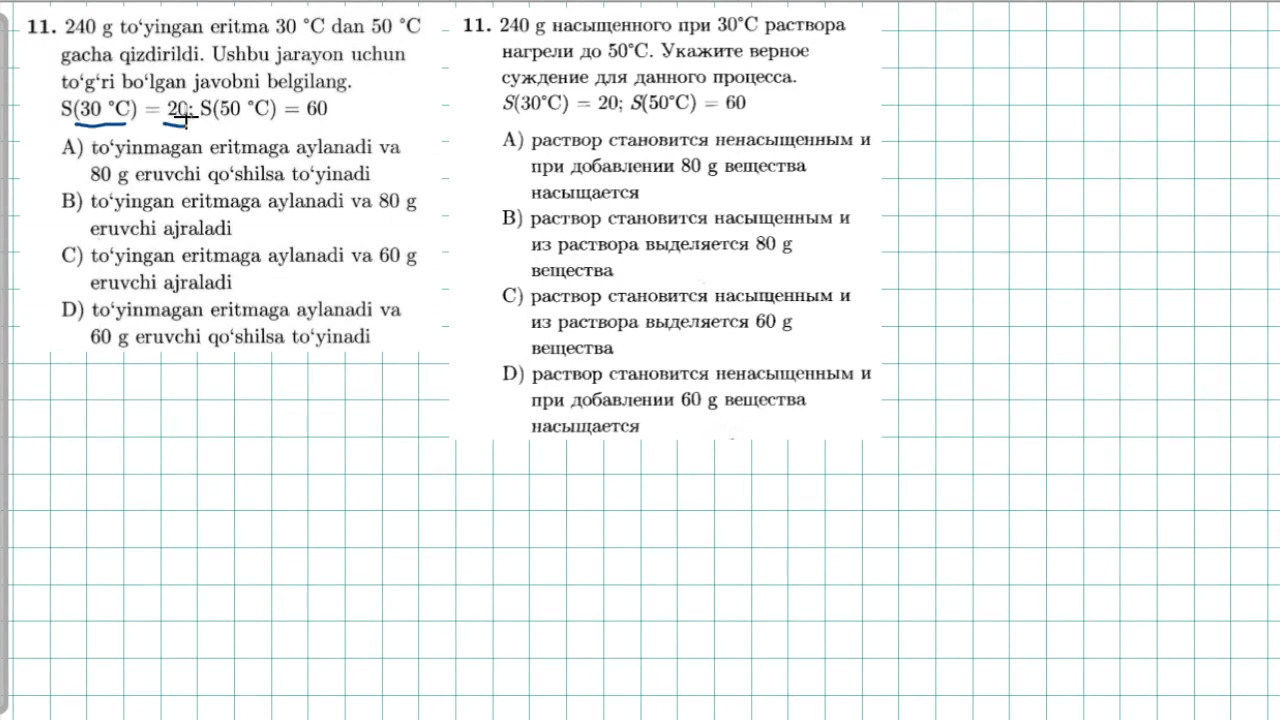 11. 240 g to‘yingan eritma 30 °C dan 50 °C
gacha qizdirildi. Ushbu jarayon uchun
to‘g‘ri bo‘lgan javobni belgilang.
S(30 °C) = 20; S(50 °C) = 60
A) to‘yinmagan eritmaga aylanadi va
80 g eruvchi qo‘shilsa to‘yinadi
B) to‘yingan eritmaga aylanadi va 80 g
eruvchi ajraladi
C) to‘yingan eritmaga aylanadi va 60 g
eruvchi ajraladi
D) to‘yinmagan eritmaga aylanadi va
60 g eruvchi qo‘shilsa to‘yinadi
11. 240 g насыщенного при 30°C раствора
нагрели до 50°C. Укажите верное
суждение для данного процесса.
S(30°C) = 20; S(50°C) = 60
A) раствор становится ненасыщенным и
при добавлении 80 g вещества
насыщается
B) раствор становится насыщенным и
из раствора выделяется 80 g
вещества
C) раствор становится насыщенным и
из раствора выделяется 60 g
вещества
D) раствор становится ненасыщенным и
при добавлении 60 g вещества
насыщается